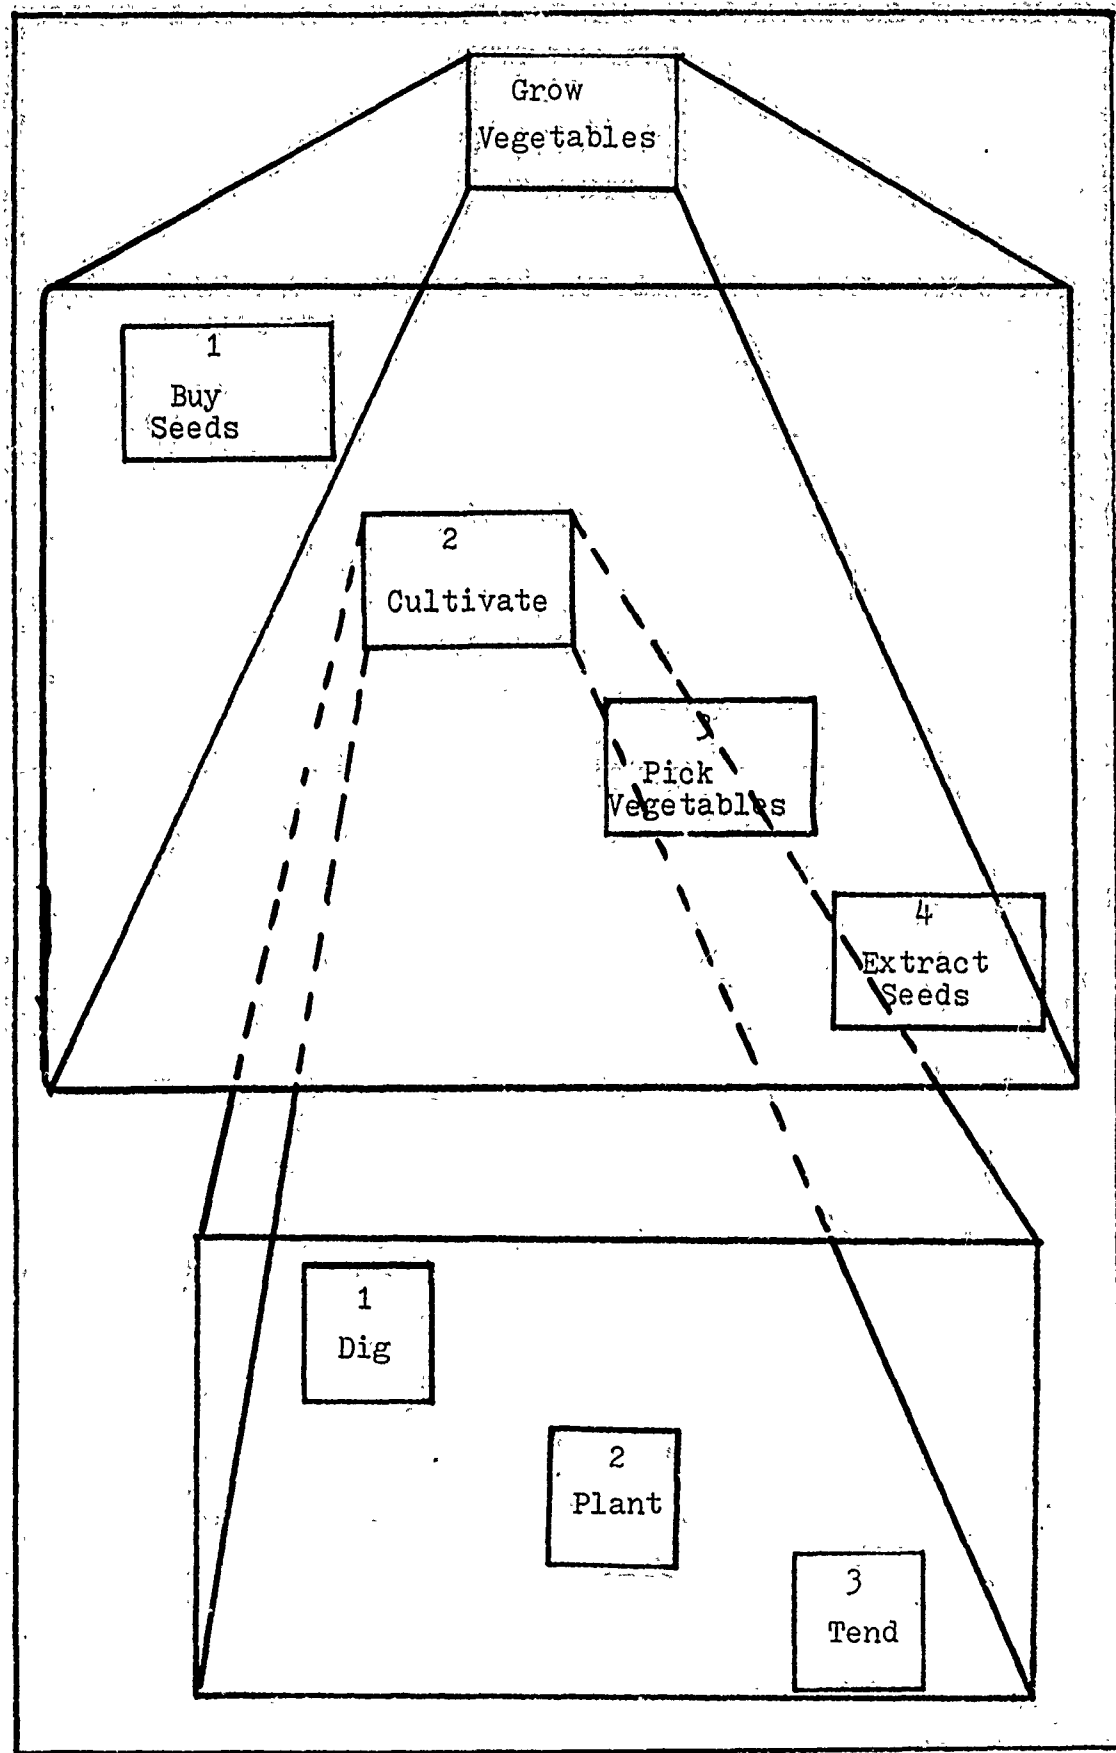 Grow
Vegetables
1
Buy
Seeds
2
Cultivate
3
Pick
Vegetables
4
Extract
Seeds
1
Dig
2
Plant
3
Tend